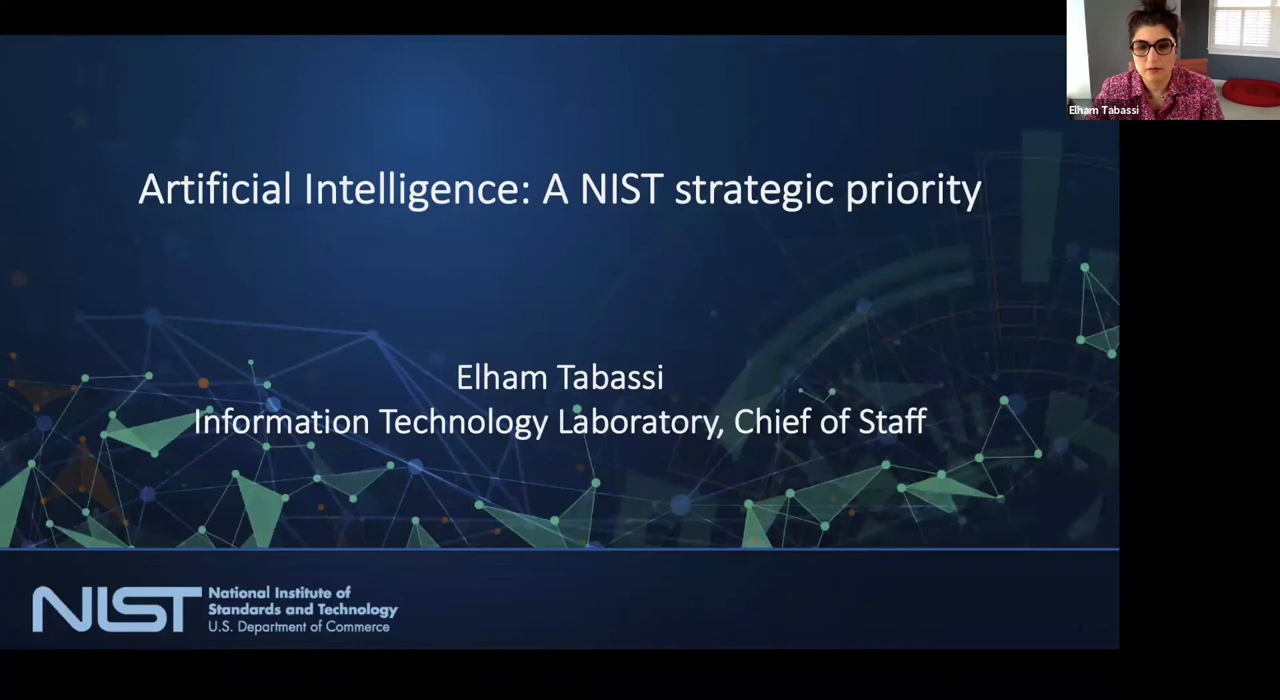 Elham Tabassi
Artificial Intelligence: A NIST strategic priority
Elham Tabassi
Information Technology Laboratory, Chief of Staff
NIST
National Institute of
Standards and Technology
U.S. Department of Commerce